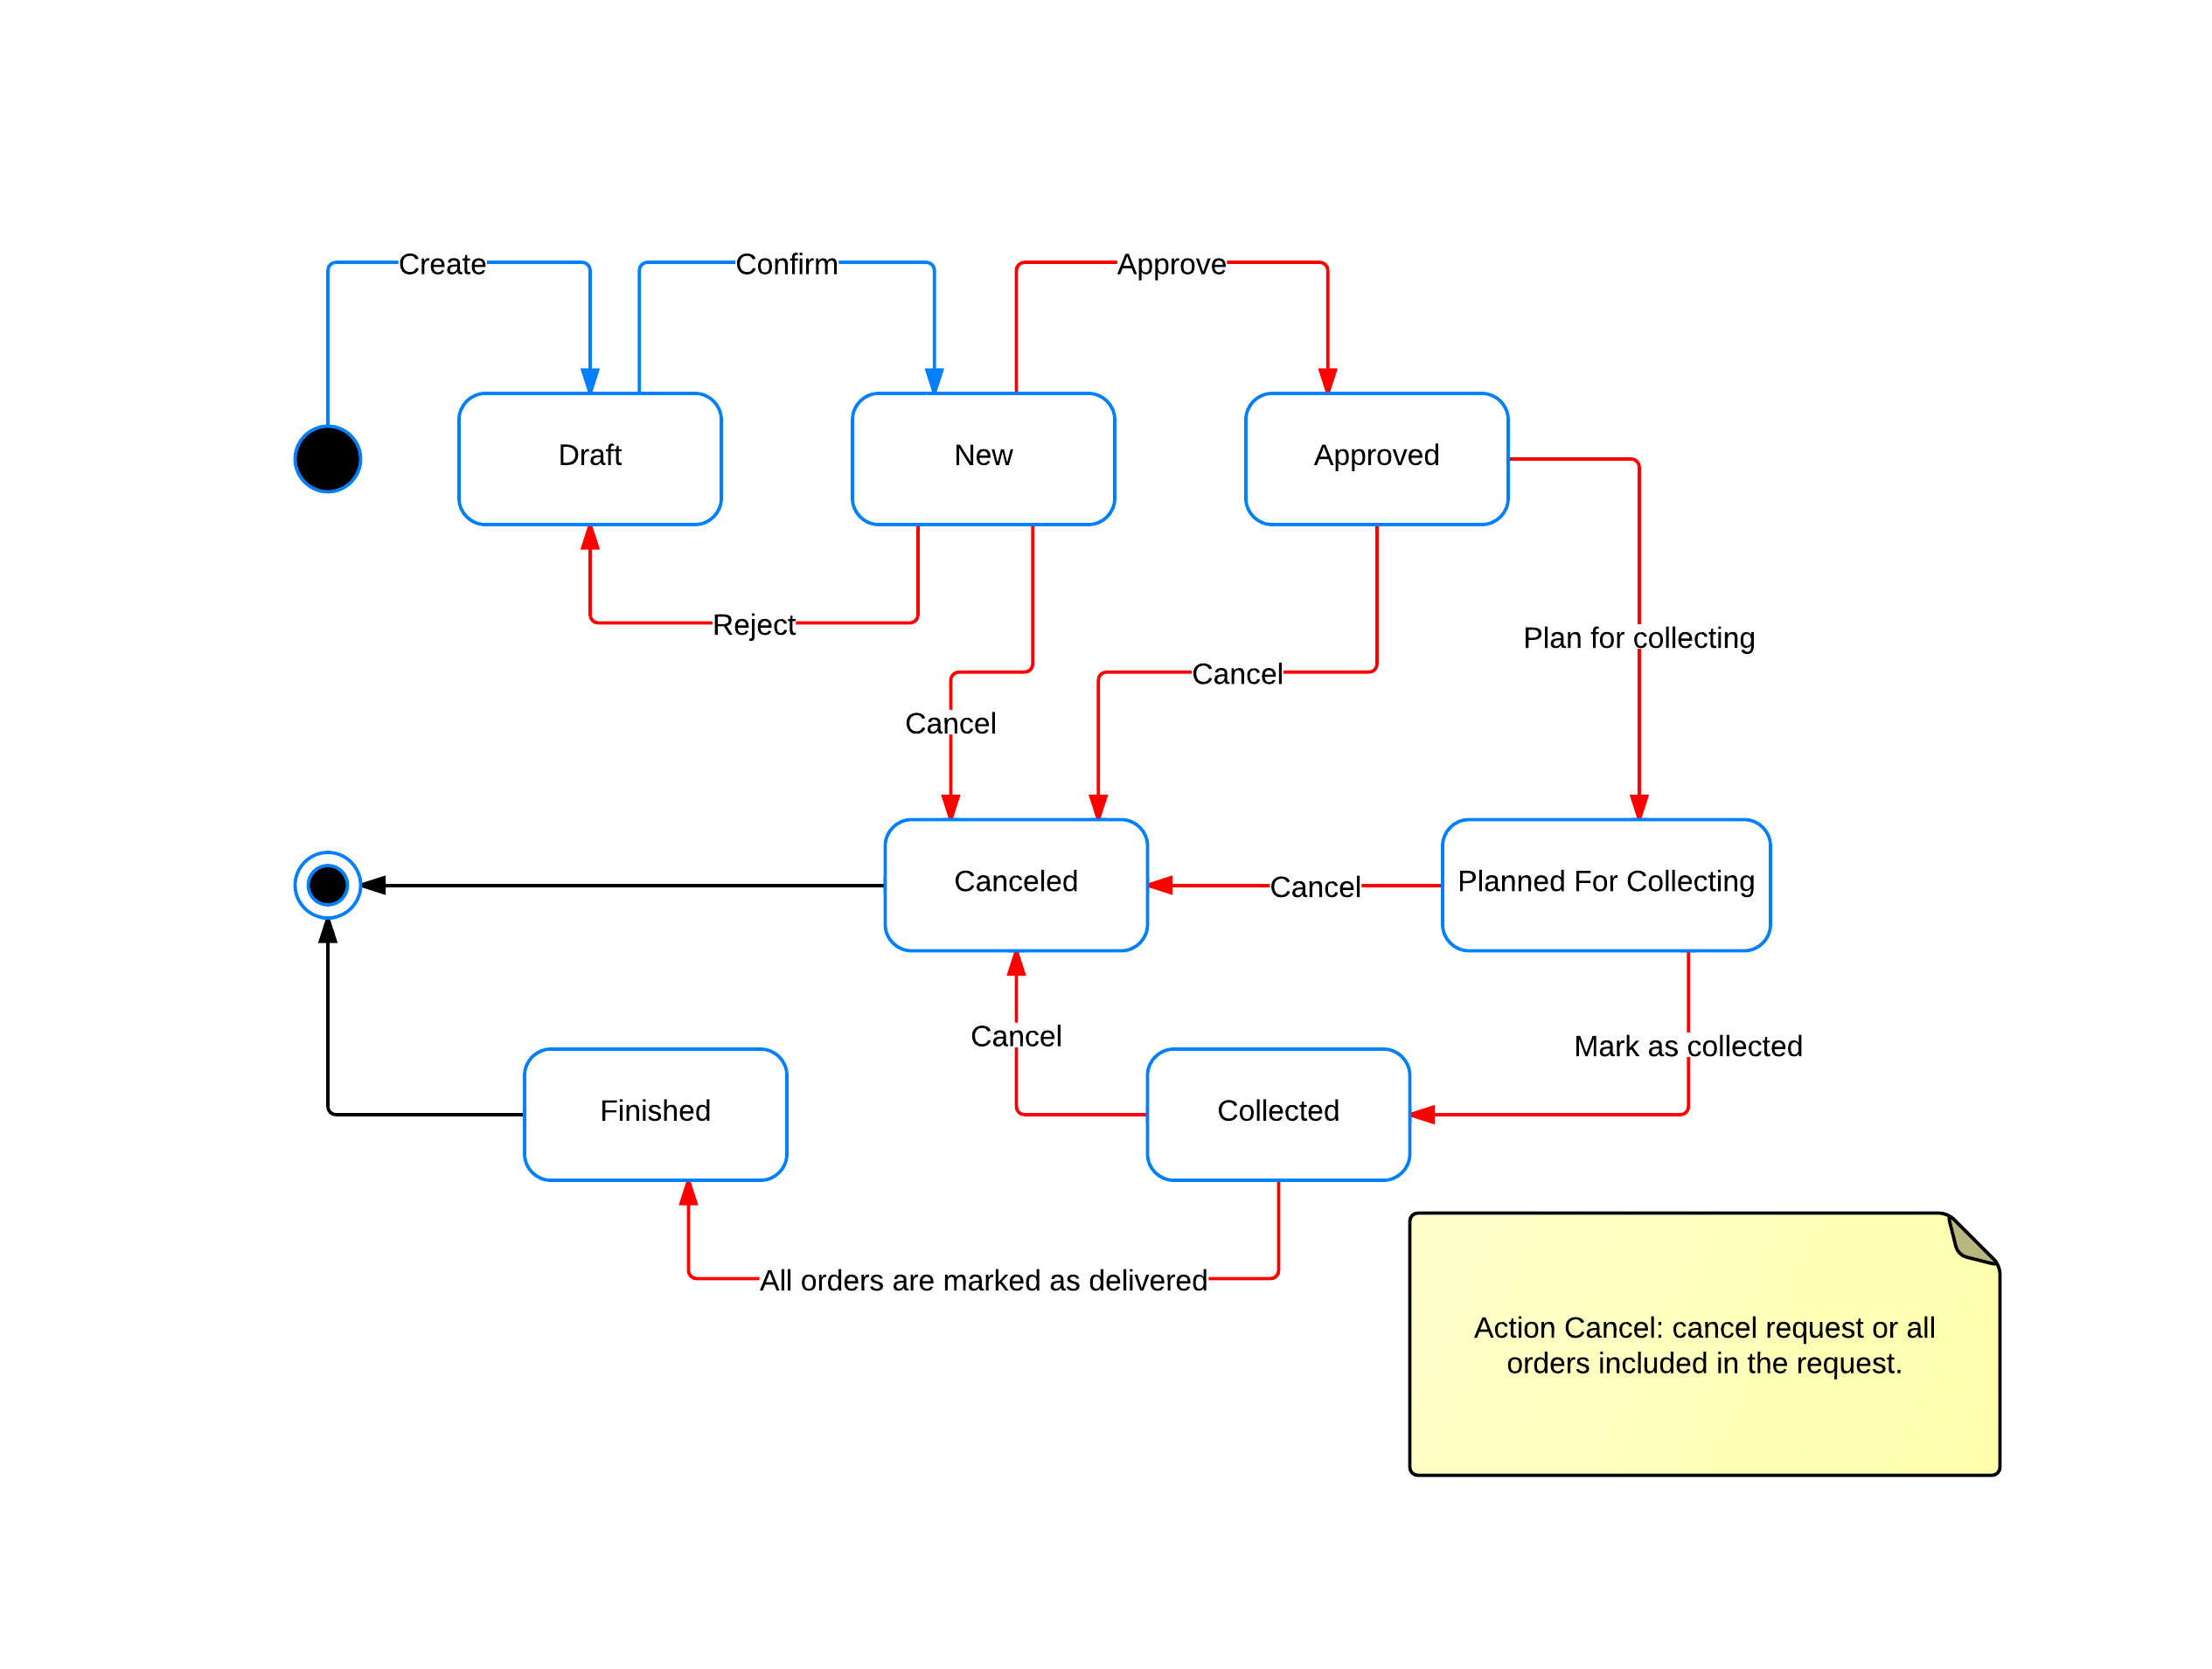 Create
Confirm
Approve
Draft
New
Approved
Reject
Plan for collecting
Cancel
Cancel
Canceled
Cancel
Planned For Collecting
Cancel
Mark as collected
Finished
Collected
All orders are marked as delivered
Action Cancel: cancel request or all
orders included in the request.